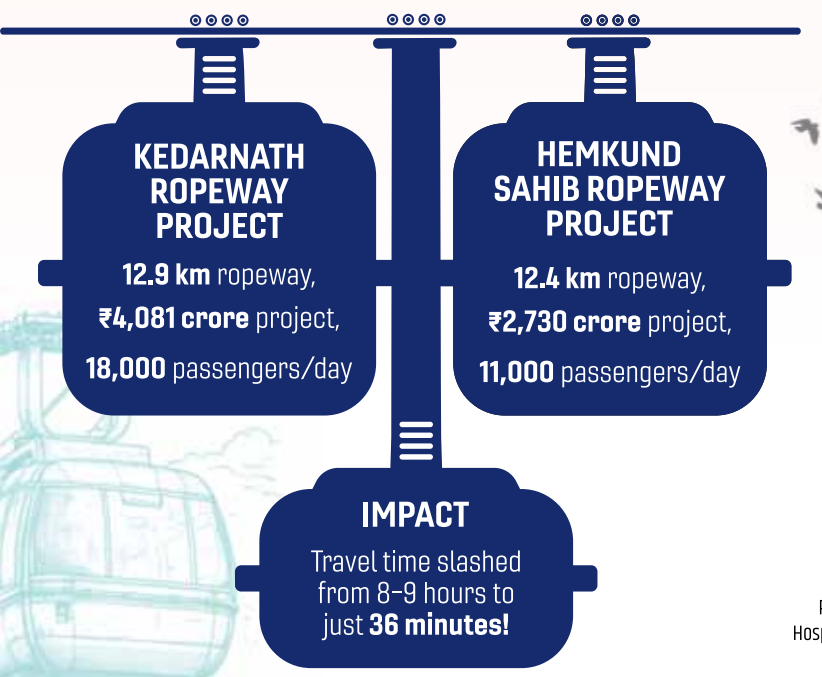 KEDARNATH
ROPEWAY
PROJECT
12.9 km ropeway,
₹4,081 crore project,
18,000 passengers/day
HEMKUND
SAHIB ROPEWAY
PROJECT
12.4 km ropeway,
₹2,730 crore project,
11,000 passengers/day
IMPACT
Travel time slashed
from 8–9 hours to
just 36 minutes!